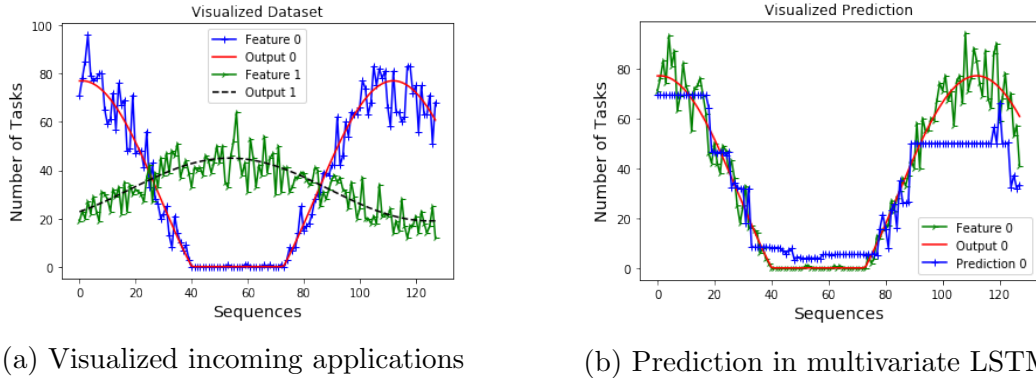 Visualized Dataset
100
80
60
40
20
0
Number of Tasks
Feature 0
Output 0
Feature 1
Output 1
0 20 40 60 80 100 120
Sequences
(a) Visualized incoming applications
Visualized Prediction
80
60
40
20
0
Number of Tasks
Feature 0
Output 0
Prediction 0
0 20 40 60 80 100 120
Sequences
(b) Prediction in multivariate LSTM